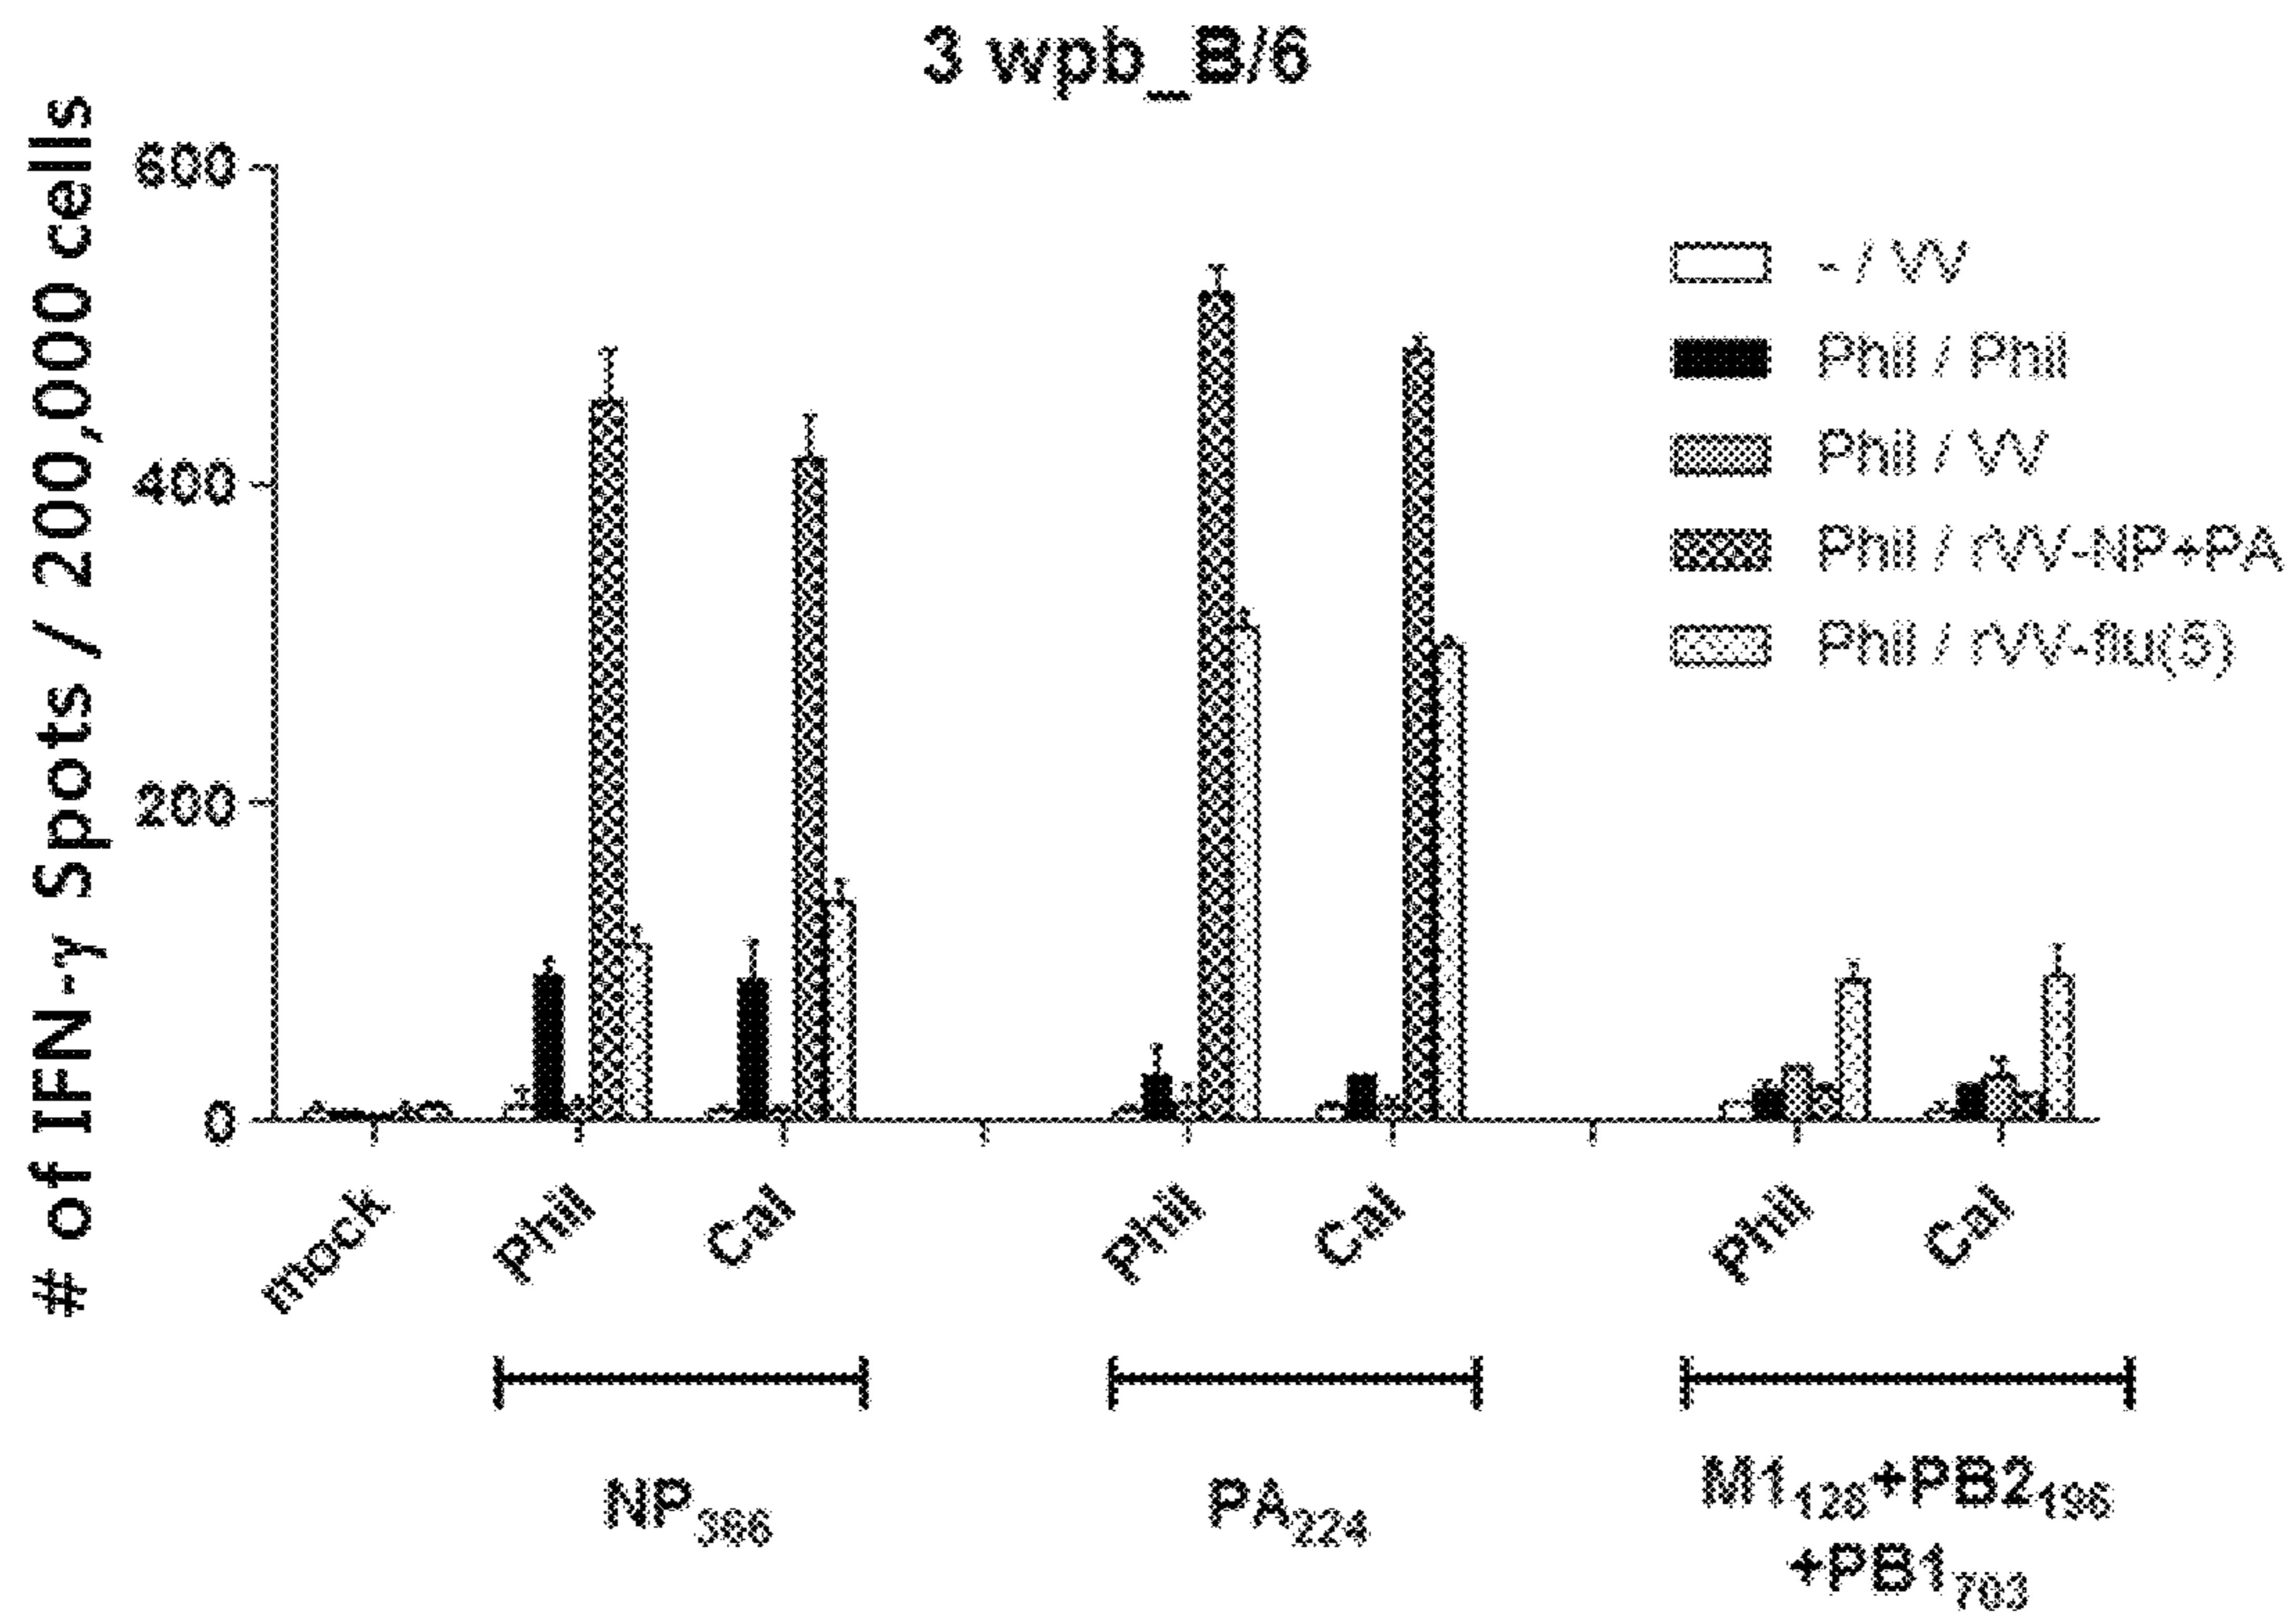 3 wpb_B/6
# of IFN-γ Spots / 200,000 cells
600
400
200
0
- / VV
Phil / Phil
Phil / VV
Phil / rVV-NP+PA
Phil / rVV-flu(5)
mock
Phil
Cal
Phil
Cal
Phil
Cal
NP366
PA224
M1128+PB2196
+PB1703